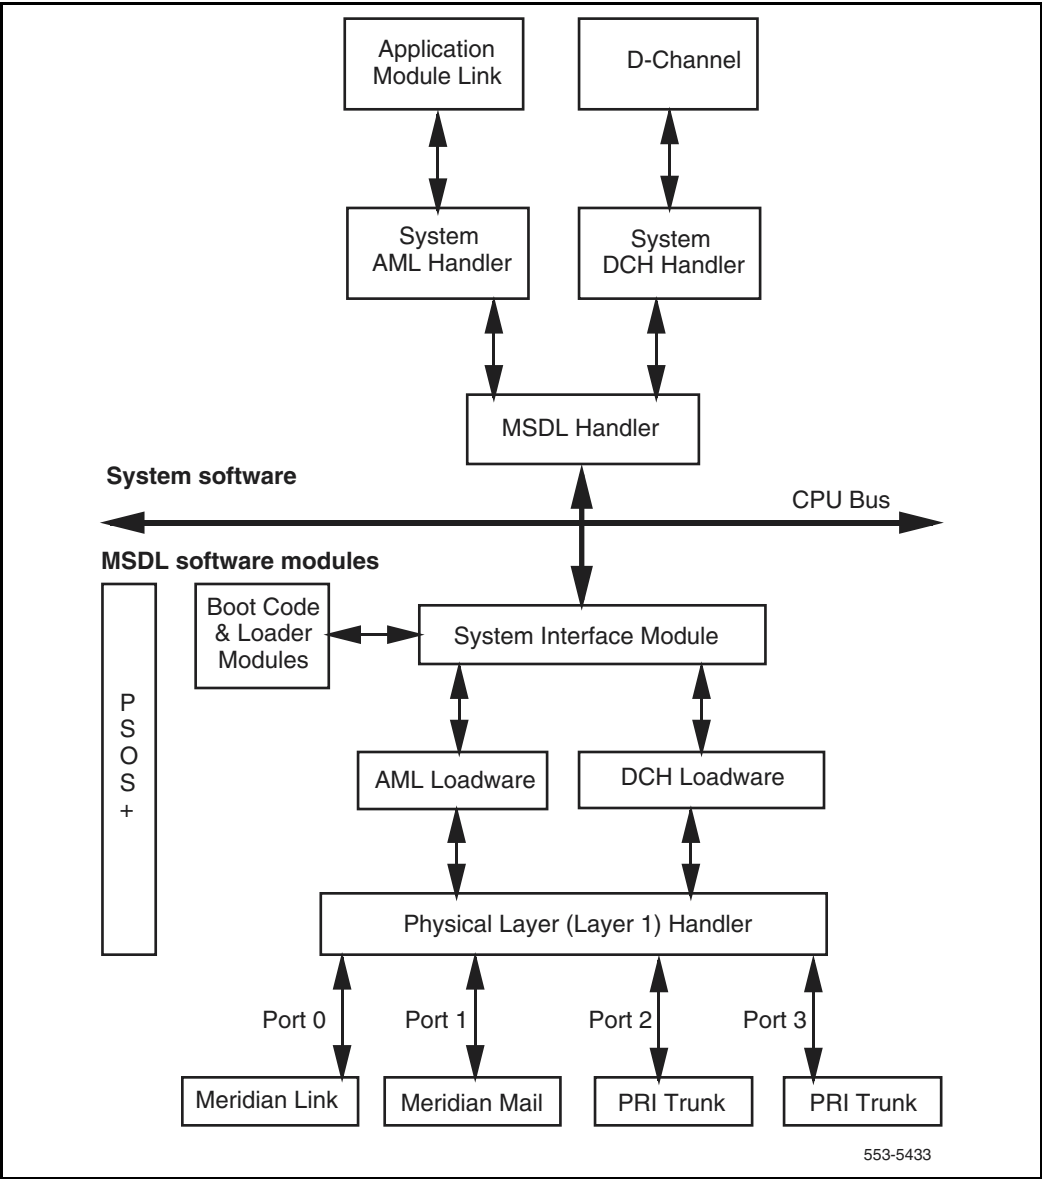 Application
Module Link
D-Channel
System
AML Handler
System
DCH Handler
MSDL Handler
System software
CPU Bus
MSDL software modules
P
S
O
S
+
Boot Code
& Loader
Modules
System Interface Module
AML Loadware
DCH Loadware
Physical Layer (Layer 1) Handler
Port 0
Port 1
Port 2
Port 3
Meridian Link
Meridian Mail
PRI Trunk
PRI Trunk
553-5433